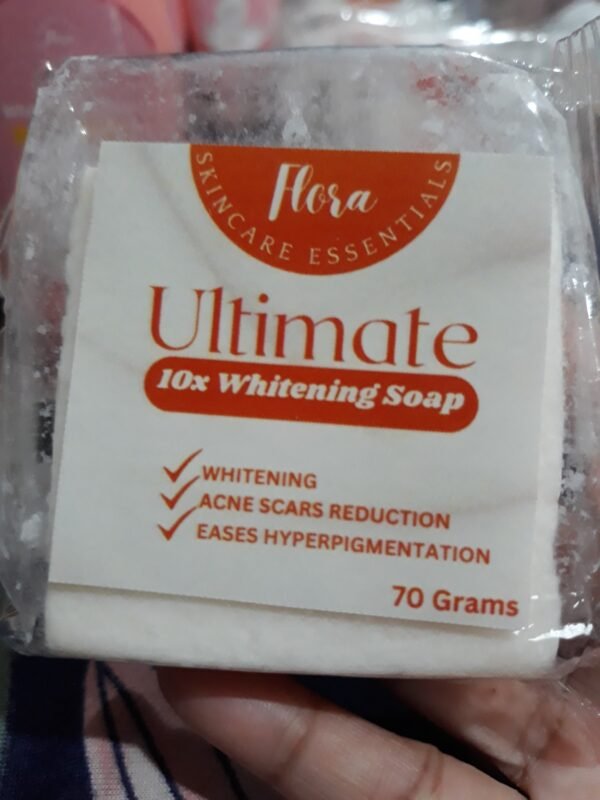 Flora
SKINCARE ESSENTIALS
Ultimate
10x Whitening Soap
WHITENING
ACNE SCARS REDUCTION
EASES HYPERPIGMENTATION
70 Grams